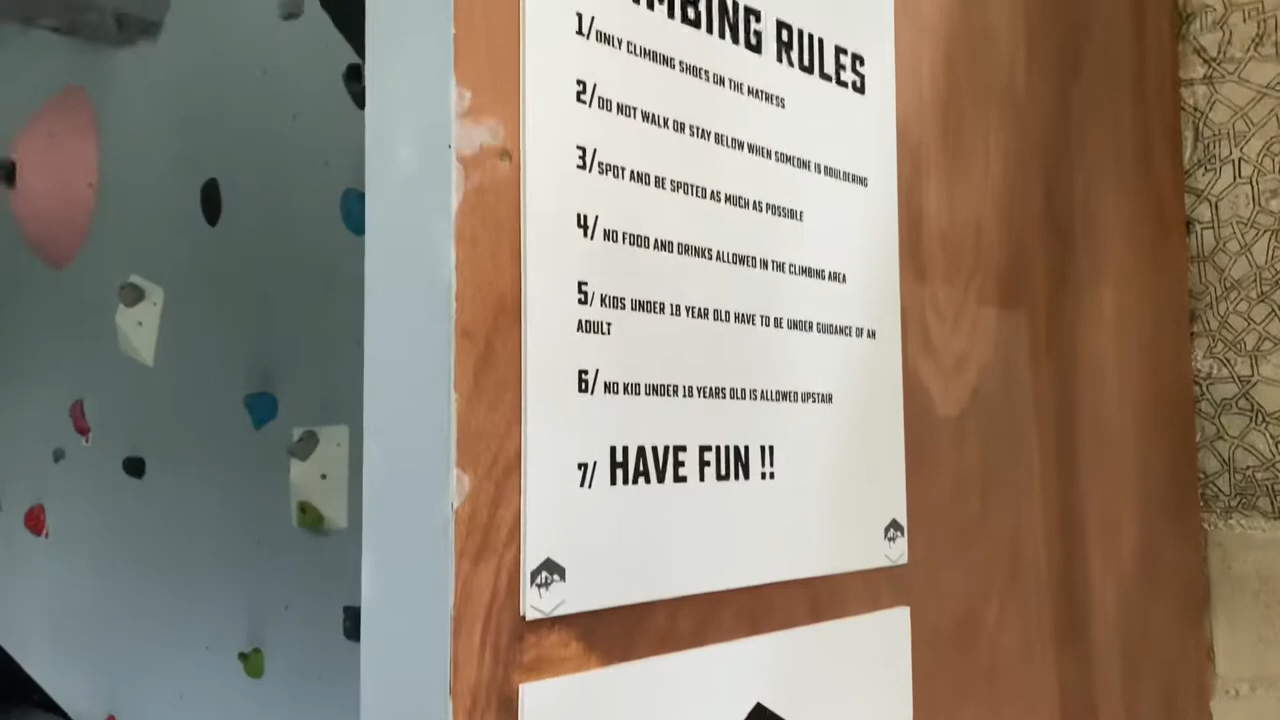 CLIMBING RULES
1/ONLY CLIMBING SHOES ON THE MATRESS
2/DO NOT WALK OR STAY BELOW WHEN SOMEONE IS BOULDERING
3/SPOT AND BE SPOTED AS MUCH AS POSSIBLE
4/ NO FOOD AND DRINKS ALLOWED IN THE CLIMBING AREA
5/ KIDS UNDER 18 YEAR OLD HAVE TO BE UNDER GUIDANCE OF AN
ADULT
6/ NO KID UNDER 18 YEARS OLD IS ALLOWED UPSTAIR
7/ HAVE FUN !!